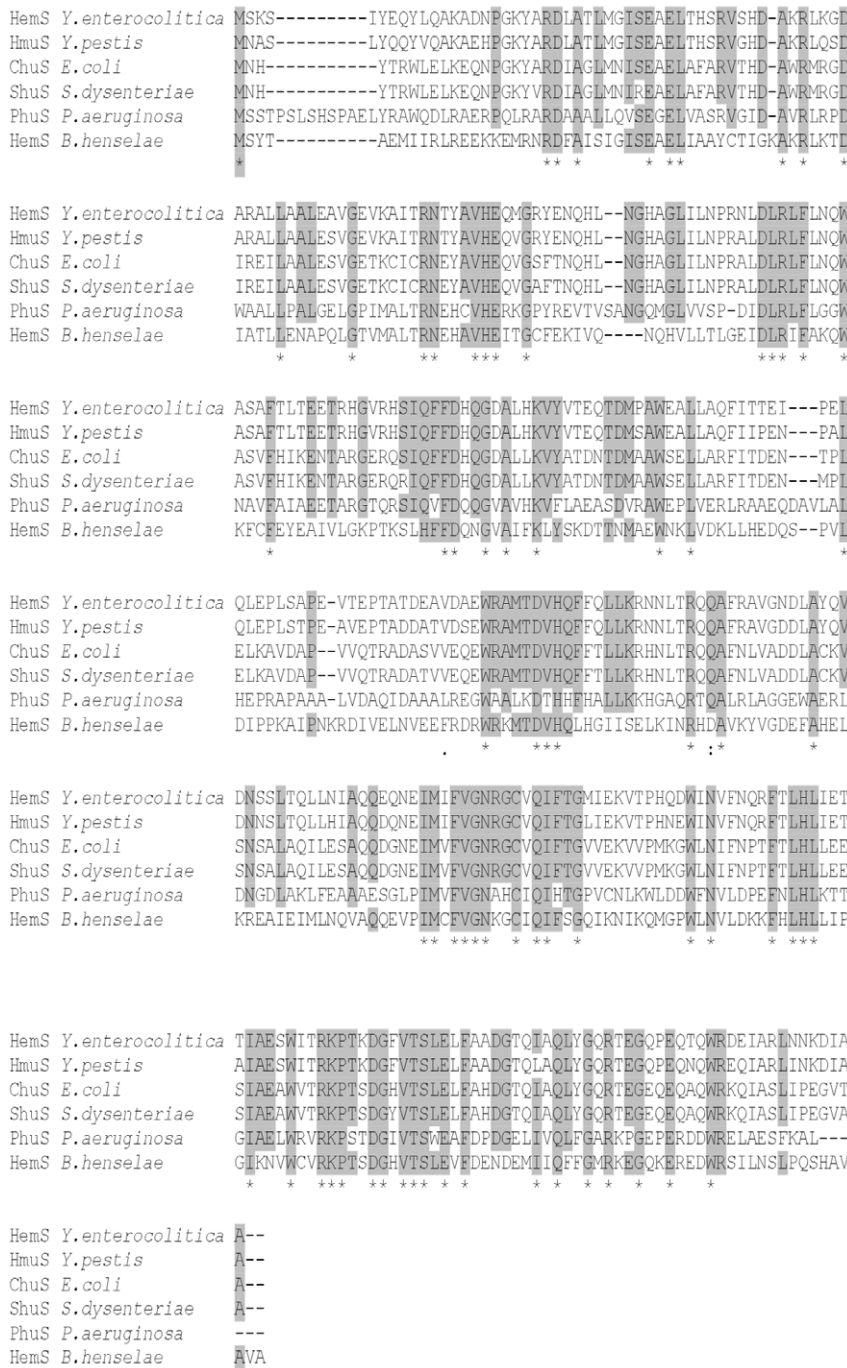 HemS Y.enterocolitica MSKS---------IYEQYLQAKADNPGKYARDLATLMGISEAELTHSRVSHD-AKRLKGD
HmuS Y.pestis MNAS---------LYQQYVQAKAEHPGKYARDLATLMGISEAELTHSRVGHD-AKRLQSD
ChuS E.coli MNH----------YTRWLELKEQNPGKYARDIAGLMNISEAELAFARVTHD-AWRMRGD
ShuS S.dysenteriae MNH----------YTRWLELKEQNPGKYVRDIAGLMNIREAELAFARVTHD-AWRMRGD
PhuS P.aeruginosa MSSTPSLSHSPAELYRAWQDLRAERPQLRARDAAALLQVSEGELVASRVGID-AVRLRPD
HemS B.henselae MSYT---------AEMIIRLREEKKEMRNRDFAISIGISEAELIAAYCTIGKAKRLKTD
* ** * * ** * * *
HemS Y.enterocolitica ARALLAALEAVGEVKAITRNTYAVHEQMGRYENQHL--NGHAGLILNPRNLDLRLFLNQW
HmuS Y.pestis ARALLAALESVGEVKAITRNTYAVHEQVGRYENQHL--NGHAGLILNPRALDLRLFLNQW
ChuS E.coli IREILAALESVGETKCICRNEYAVHEQVGSFTNQHL--NGHAGLILNPRALDLRLFLNQW
ShuS S.dysenteriae IREILAALESVGETKCICRNEYAVHEQVGAFTNQHL--NGHAGLILNPRALDLRLFLNQW
PhuS P.aeruginosa WAALLPALGELGPIMALTRNEHCVHERKGPYREVTVSANGQMGLVVSP-DIDLRLFLGGW
HemS B.henselae IATLLENAPQLGTVMALTRNEHAVHEITGCFEKIVQ----NQHVLLTLGEIDLRIFAKQW
* * ** *** * *** * *
HemS Y.enterocolitica ASAFTLTEETRHGVRHSIQFFDHQGDALHKVYVTEQTDMPAWEALLAQFITTEI---PEL
HmuS Y.pestis ASAFTLTEETRHGVRHSIQFFDHQGDALHKVYVTEQTDMSAWEALLAQFIIPEN---PAL
ChuS E.coli ASVFHIKENTARGERQSIQFFDHQGDALLKVYATDNTDMAAWSELLARFITDEN---TPL
ShuS S.dysenteriae ASVFHIKENTARGERQRIQFFDHQGDALLKVYATDNTDMAAWSELLARFITDEN---MPL
PhuS P.aeruginosa NAVFAIAEETARGTQRSIQVFDQQGVAVHKVFLAEASDVRAWEPLVERLRAAEQDAVLAL
HemS B.henselae KFCFEYEAIVLGKPTKSLHFFDQNGVAIFKLYSKDTTNMAEWNKLVDKLLHEDQS--PVL
* ** * * * * * *
HemS Y.enterocolitica QLEPLSAPE-VTEPTATDEAVDAEWRAMTDVHQFFQLLKRNNLTRQQAFRAVGNDLAYQV
HmuS Y.pestis QLEPLSTPE-AVEPTADDATVDSEWRAMTDVHQFFQLLKRNNLTRQQAFRAVGDDLAYQV
ChuS E.coli ELKAVDAP--VVQTRADASVVEQEWRAMTDVHQFFTLLKRHNLTRQQAFNLVADDLACKV
ShuS S.dysenteriae ELKAVDAP--VVQTRADATVVEQEWRAMTDVHQFFTLLKRHNLTRQQAFNLVADDLACKV
PhuS P.aeruginosa HEPRAPAAA-LVDAQIDAAALREGWAALKDTHHFHALLKKHGAQRTQALRLAGGEWAERL
HemS B.henselae DIPPKAIPNKRDIVELNVEEFRDRWRKMTDVHQLHGIISELKINRHDAVKYVGDEFAHEL
. * *** * :* *
HemS Y.enterocolitica DNSSLTQLLNIAQQEQNEIMIFVGNRGCVQIFTGMIEKVTPHQDWINVFNQRFTLHLIET
HmuS Y.pestis DNNSLTQLLHIAQQDQNEIMIFVGNRGCVQIFTGLIEKVTPHNEWINVFNQRFTLHLIET
ChuS E.coli SNSALAQILESAQQDGNEIMVFVGNRGCVQIFTGVVEKVVPMKGWLNIFNPTFTLHLLEE
ShuS S.dysenteriae SNSALAQILESAQQDGNEIMVFVGNRGCVQIFTGVVEKVVPMKGWLNIFNPTFTLHLLEE
PhuS P.aeruginosa DNGDLAKLFEAAAESGLPIMVFVGNAHCIQIHTGPVCNLKWLDDWFNVLDPEFNLHLKTT
HemS B.henselae KREAIEIMLNQVAQQEVPIMCFVGNKGCIQIFSGQIKNIKQMGPWLNVLDKKFHLHLLIP
** **** * ** * * * * ***
HemS Y.enterocolitica TIAESWITRKPTKDGFVTSLELFAADGTQIAQLYGQRTEGQPEQTQWRDEIARLNNKDIA
HmuS Y.pestis AIAESWITRKPTKDGFVTSLELFAADGTQLAQLYGQRTEGQPEQNQWREQIARLINKDIA
ChuS E.coli SIAEAWVTRKPTSDGHVTSLELFAHDGTQIAQLYGQRTEGEQEQAQWRKQIASLIPEGVT
ShuS S.dysenteriae SIAEAWVTRKPTSDGYVTSLELFAHDGTQIAQLYGQRTEGEQEQAQWRKQIASLIPEGVA
PhuS P.aeruginosa GIAELWRVRKPSTDGIVTSWEAFDPDGELIVQLFGARKPGEPERDDWRELAESFKAL---
HemS B.henselae GIKNVWCVRKPTSDGHVTSLEVFDENDEMIIQFFGMRKEGQKEREDWRSILNSLPQSHAV
* * *** ** *** * * * * * * * * *
HemS Y.enterocolitica A--
HmuS Y.pestis A--
ChuS E.coli A--
ShuS S.dysenteriae A--
PhuS P.aeruginosa ---
HemS B.henselae AVA